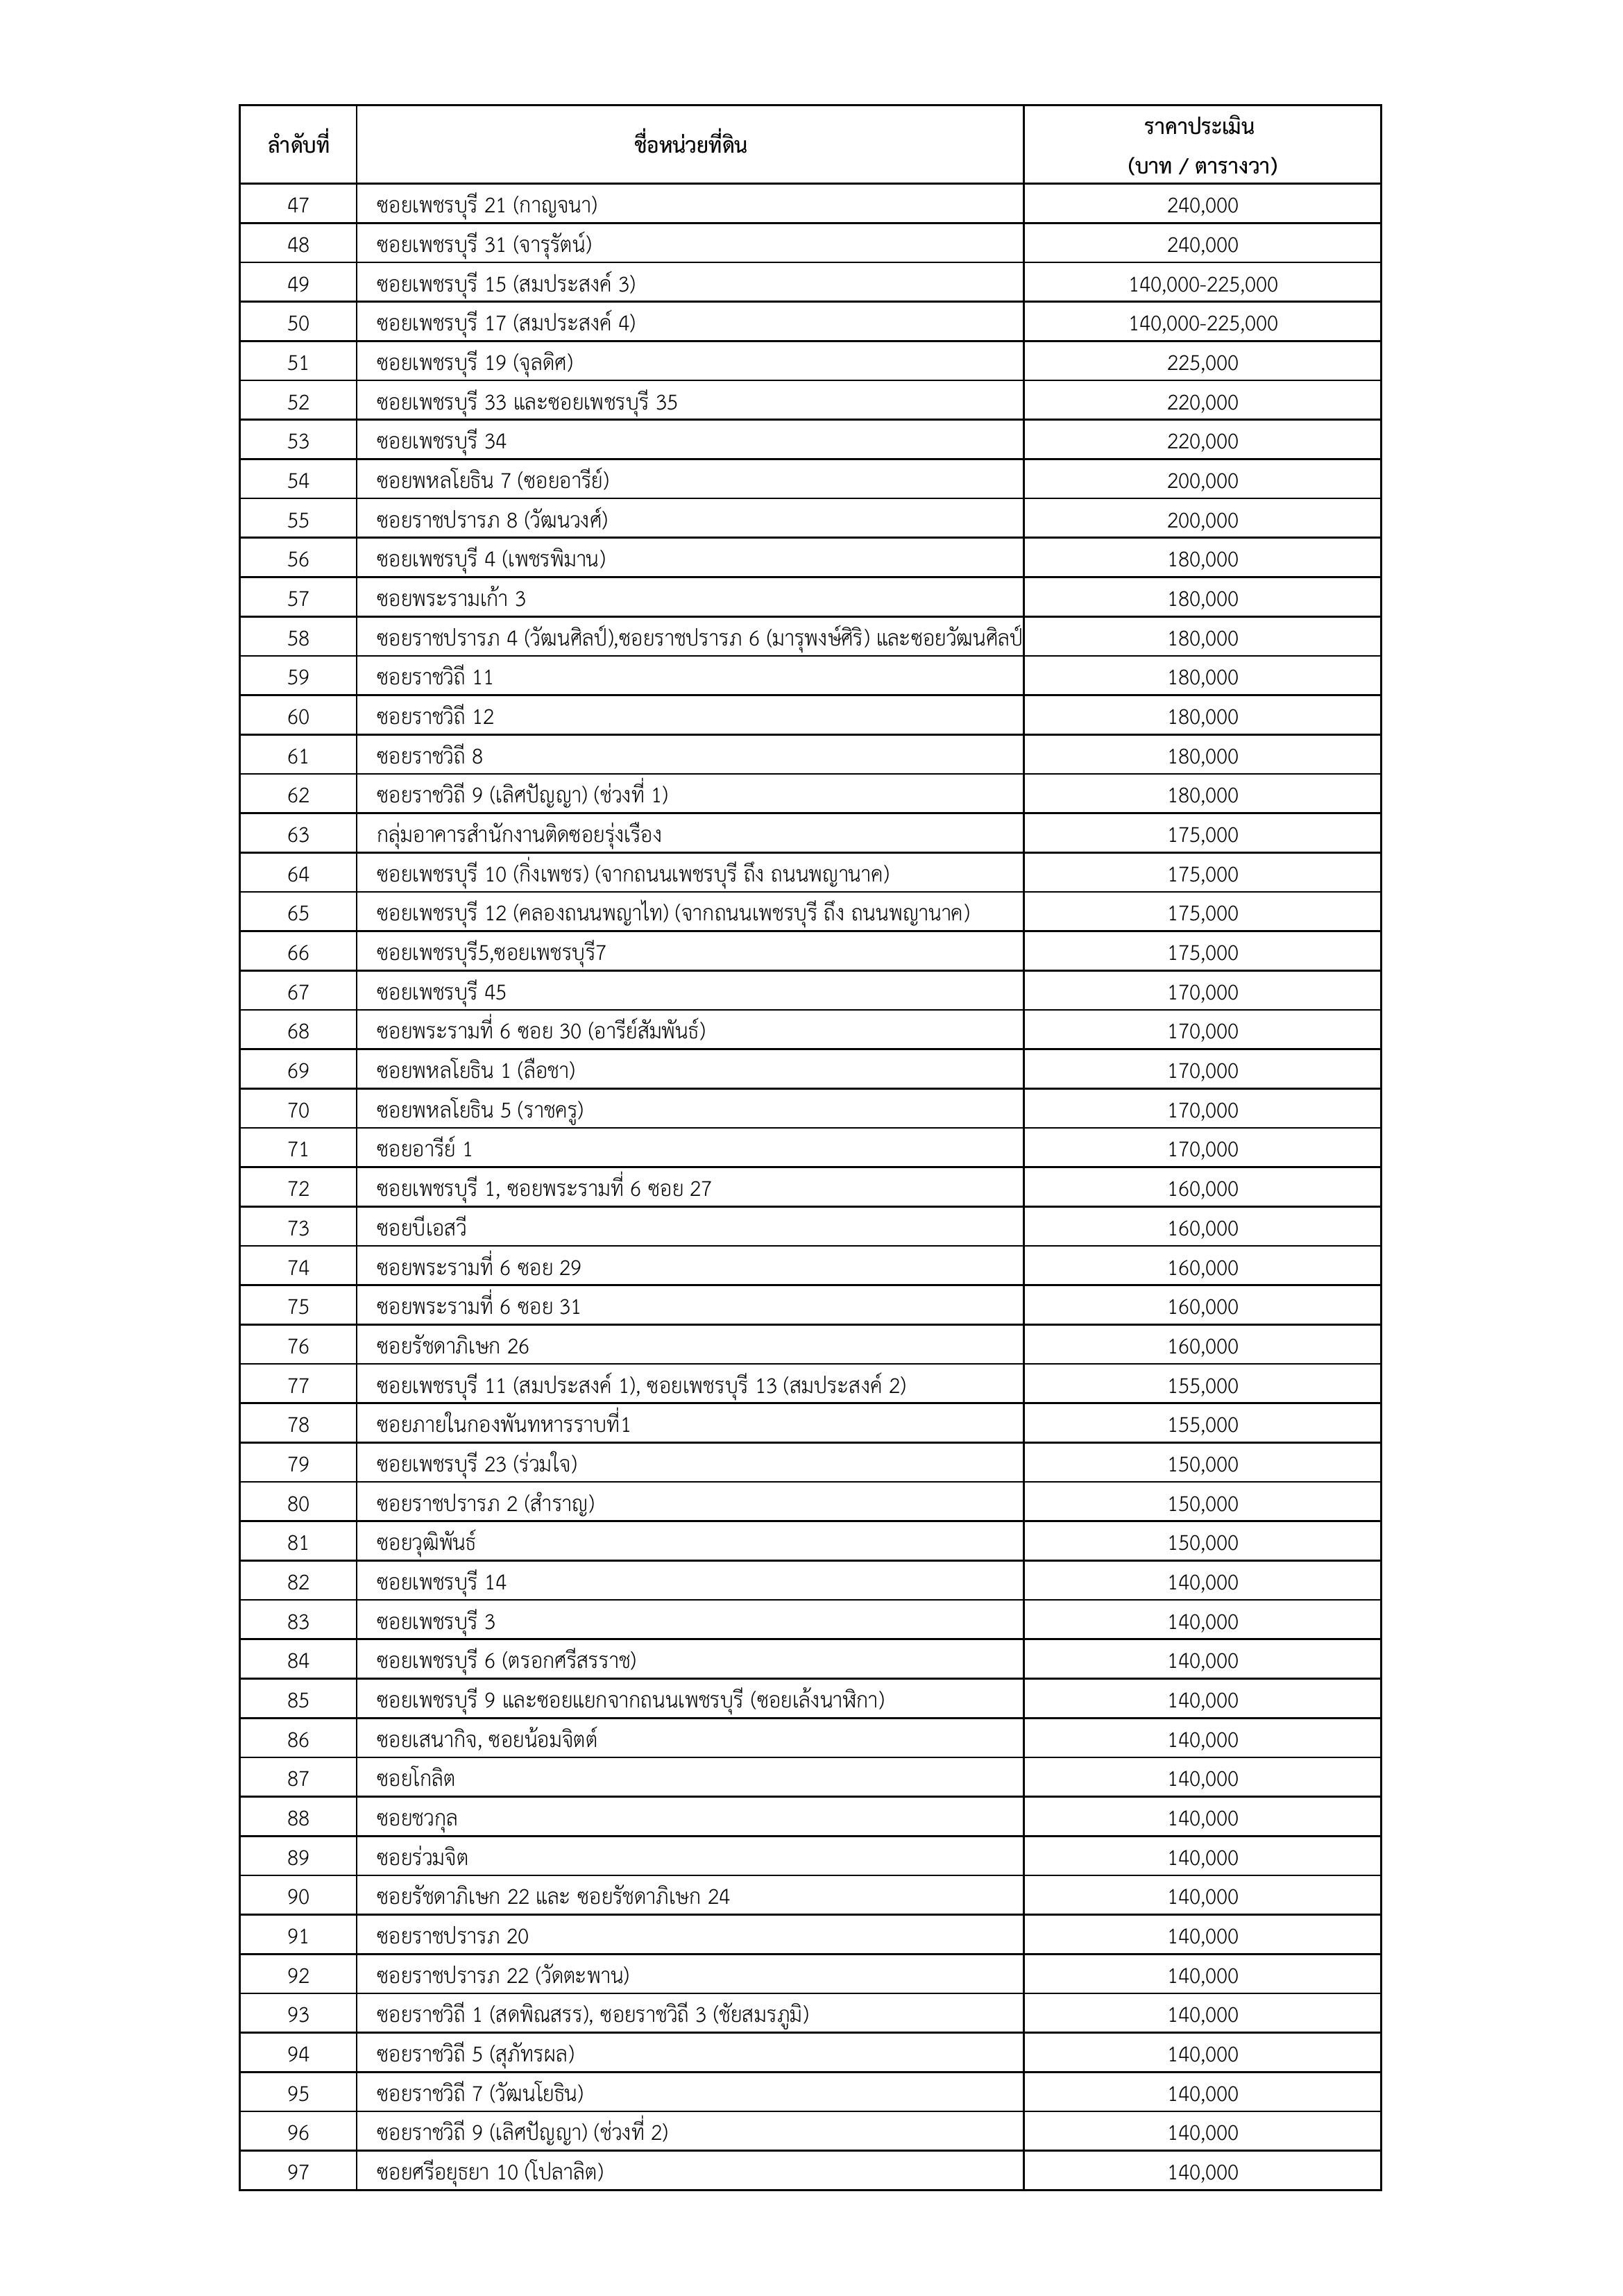 ลำดับที่ ชื่อหน่วยที่ดิน ราคาประเมิน
(บาท / ตารางวา)
47 ซอยเพชรบุรี 21 (กาญจนา) 240,000
48 ซอยเพชรบุรี 31 (จารุรัตน์) 240,000
49 ซอยเพชรบุรี 15 (สมประสงค์ 3) 140,000-225,000
50 ซอยเพชรบุรี 17 (สมประสงค์ 4) 140,000-225,000
51 ซอยเพชรบุรี 19 (จุลดิศ) 225,000
52 ซอยเพชรบุรี 33 และซอยเพชรบุรี 35 220,000
53 ซอยเพชรบุรี 34 220,000
54 ซอยพหลโยธิน 7 (ซอยอารีย์) 200,000
55 ซอยราชปรารภ 8 (วัฒนวงศ์) 200,000
56 ซอยเพชรบุรี 4 (เพชรพิมาน) 180,000
57 ซอยพระรามเก้า 3 180,000
58 ซอยราชปรารภ 4 (วัฒนศิลป์),ซอยราชปรารภ 6 (มารุพงษ์ศิริ) และซอยวัฒนศิลป์ 180,000
59 ซอยราชวิถี 11 180,000
60 ซอยราชวิถี 12 180,000
61 ซอยราชวิถี 8 180,000
62 ซอยราชวิถี 9 (เลิศปัญญา) (ช่วงที่ 1) 180,000
63 กลุ่มอาคารสำนักงานติดซอยรุ่งเรือง 175,000
64 ซอยเพชรบุรี 10 (กิ่งเพชร) (จากถนนเพชรบุรี ถึง ถนนพญานาค) 175,000
65 ซอยเพชรบุรี 12 (คลองถนนพญาไท) (จากถนนเพชรบุรี ถึง ถนนพญานาค) 175,000
66 ซอยเพชรบุรี5,ซอยเพชรบุรี7 175,000
67 ซอยเพชรบุรี 45 170,000
68 ซอยพระรามที่ 6 ซอย 30 (อารีย์สัมพันธ์) 170,000
69 ซอยพหลโยธิน 1 (ลือชา) 170,000
70 ซอยพหลโยธิน 5 (ราชครู) 170,000
71 ซอยอารีย์ 1 170,000
72 ซอยเพชรบุรี 1, ซอยพระรามที่ 6 ซอย 27 160,000
73 ซอยบีเอสวี 160,000
74 ซอยพระรามที่ 6 ซอย 29 160,000
75 ซอยพระรามที่ 6 ซอย 31 160,000
76 ซอยรัชดาภิเษก 26 160,000
77 ซอยเพชรบุรี 11 (สมประสงค์ 1), ซอยเพชรบุรี 13 (สมประสงค์ 2) 155,000
78 ซอยภายในกองพันทหารราบที่1 155,000
79 ซอยเพชรบุรี 23 (ร่วมใจ) 150,000
80 ซอยราชปรารภ 2 (สำราญ) 150,000
81 ซอยวุฒิพันธ์ 150,000
82 ซอยเพชรบุรี 14 140,000
83 ซอยเพชรบุรี 3 140,000
84 ซอยเพชรบุรี 6 (ตรอกศรีสรราช) 140,000
85 ซอยเพชรบุรี 9 และซอยแยกจากถนนเพชรบุรี (ซอยเล้งนาฬิกา) 140,000
86 ซอยเสนากิจ, ซอยน้อมจิตต์ 140,000
87 ซอยโกลิต 140,000
88 ซอยชวกุล 140,000
89 ซอยร่วมจิต 140,000
90 ซอยรัชดาภิเษก 22 และ ซอยรัชดาภิเษก 24 140,000
91 ซอยราชปรารภ 20 140,000
92 ซอยราชปรารภ 22 (วัดตะพาน) 140,000
93 ซอยราชวิถี 1 (สดพิณสรร), ซอยราชวิถี 3 (ชัยสมรภูมิ) 140,000
94 ซอยราชวิถี 5 (สุภัทรผล) 140,000
95 ซอยราชวิถี 7 (วัฒนโยธิน) 140,000
96 ซอยราชวิถี 9 (เลิศปัญญา) (ช่วงที่ 2) 140,000
97 ซอยศรีอยุธยา 10 (โปลาลิต) 140,000